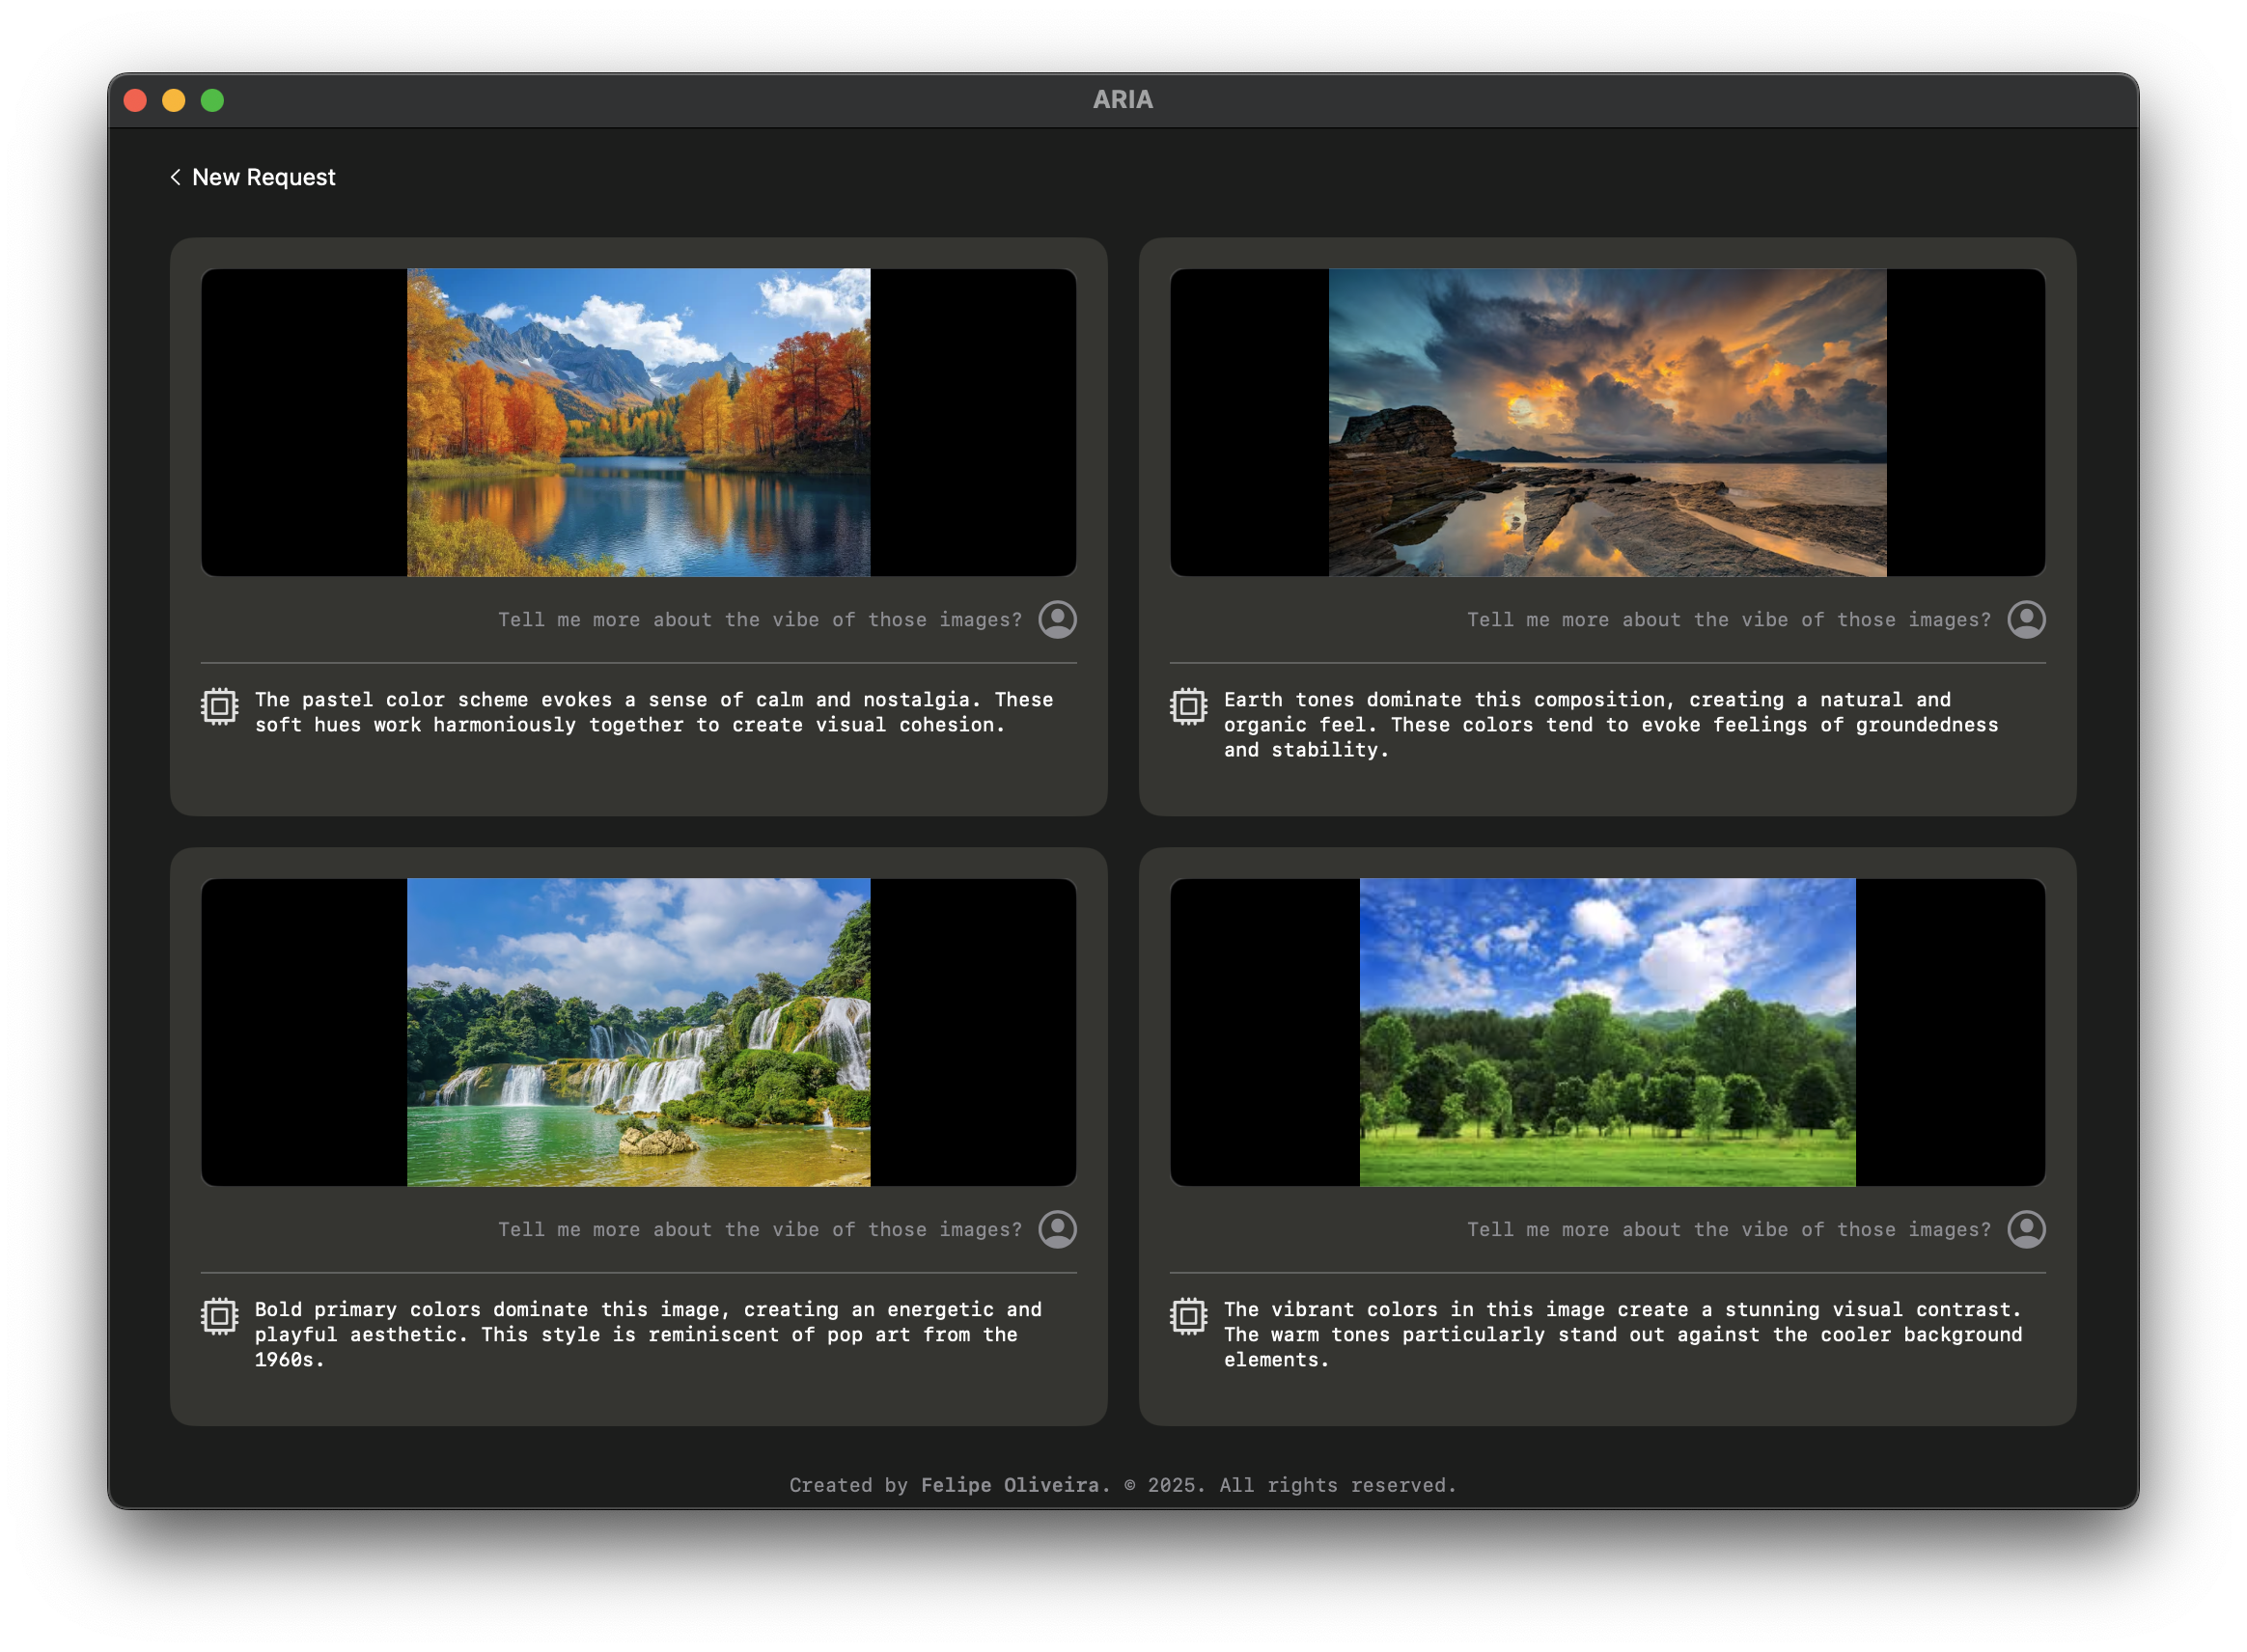 ARIA
New Request
Tell me more about the vibe of those images?
The pastel color scheme evokes a sense of calm and nostalgia. These
soft hues work harmoniously together to create visual cohesion.
Tell me more about the vibe of those images?
Earth tones dominate this composition, creating a natural and
organic feel. These colors tend to evoke feelings of groundedness
and stability.
Tell me more about the vibe of those images?
Bold primary colors dominate this image, creating an energetic and
playful aesthetic. This style is reminiscent of pop art from the
1960s.
Tell me more about the vibe of those images?
The vibrant colors in this image create a stunning visual contrast.
The warm tones particularly stand out against the cooler background
elements.
Created by Felipe Oliveira. © 2025. All rights reserved.